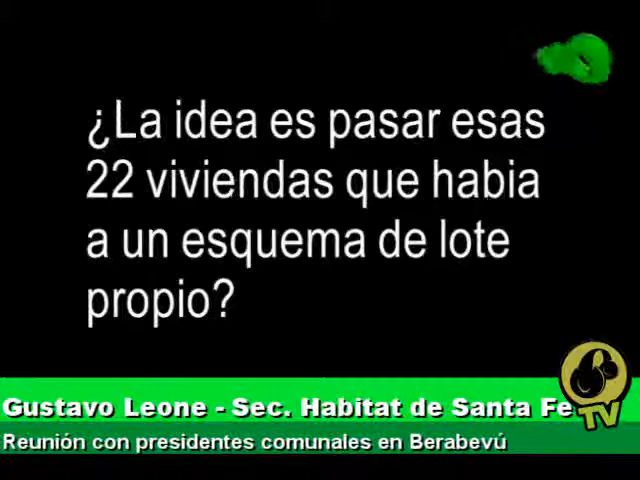 ¿La idea es pasar esas
22 viviendas que habia
a un esquema de lote
propio?
Gustavo Leone - Sec. Habitat de Santa Fe
TV
Reunión con presidentes comunales en Berabevú